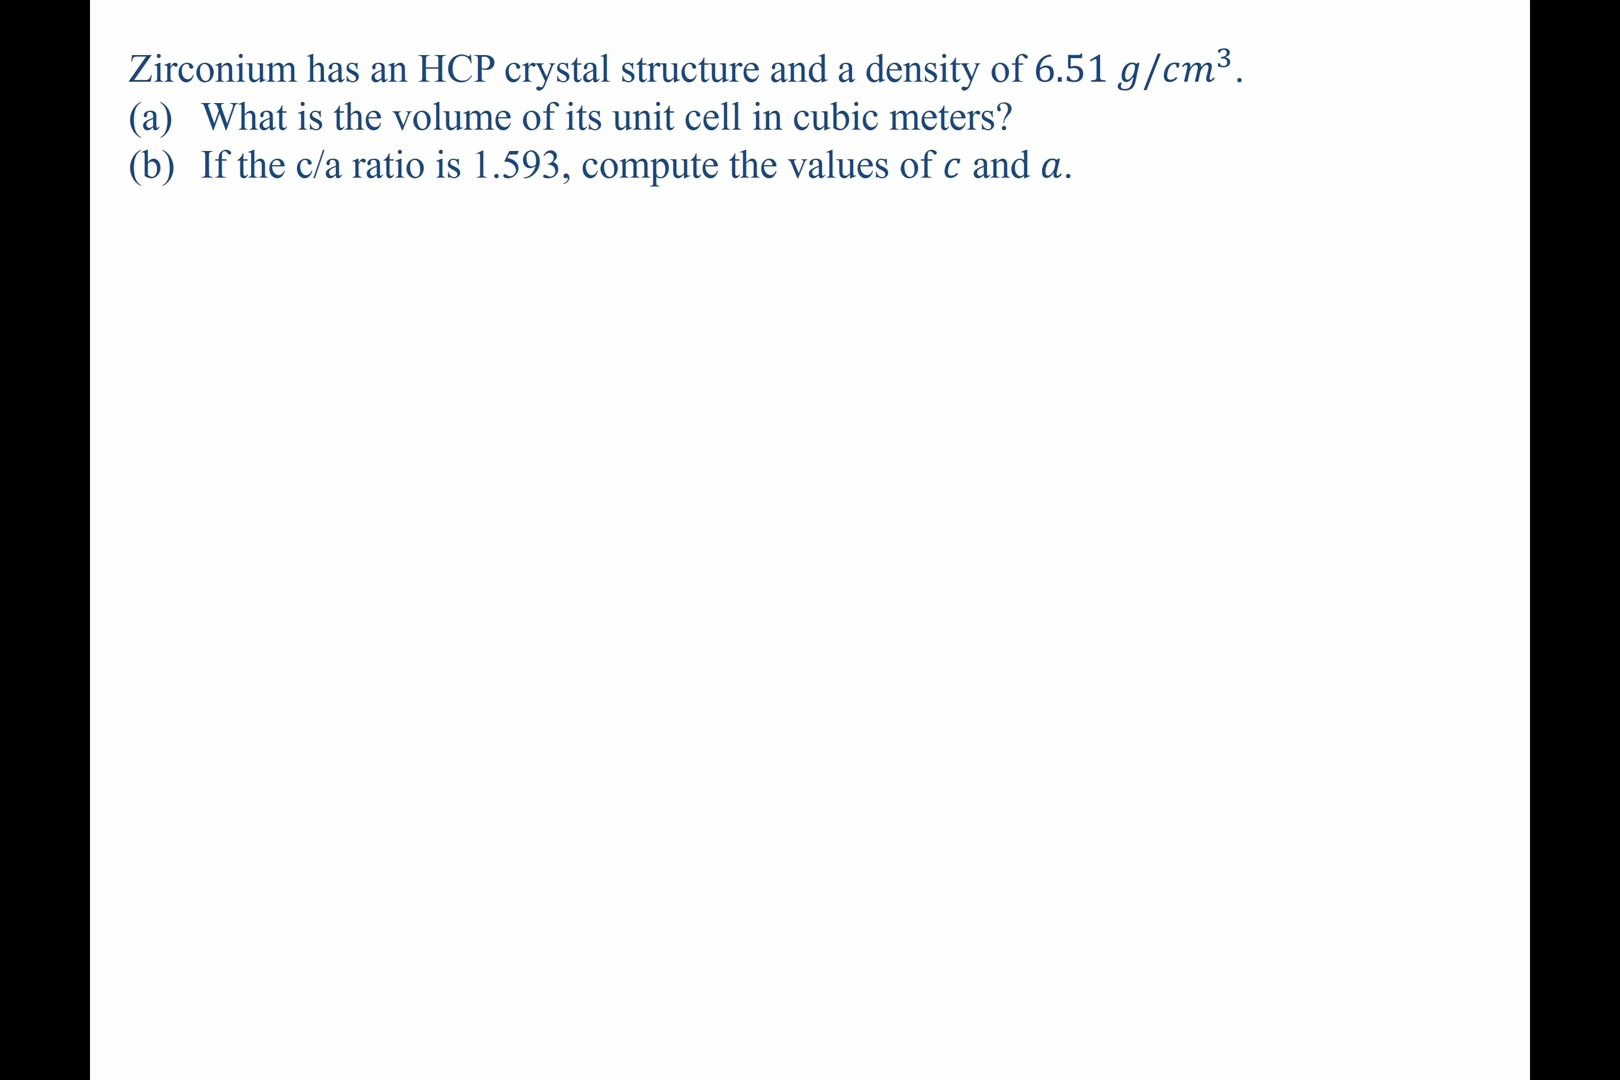 Zirconium has an HCP crystal structure and a density of 6.51 g/cm³.
(a) What is the volume of its unit cell in cubic meters?
(b) If the c/a ratio is 1.593, compute the values of c and a.